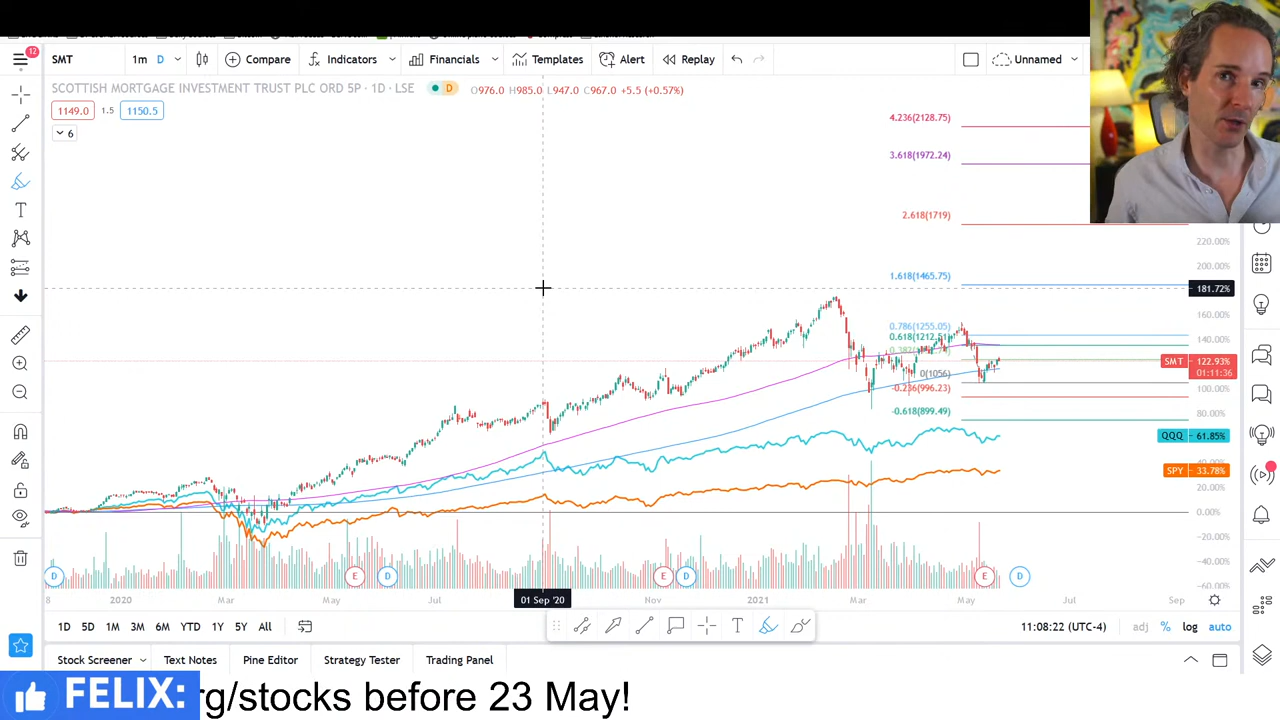 12
SMT 1m D Compare Indicators Financials Templates Alert Replay Unnamed
SCOTTISH MORTGAGE INVESTMENT TRUST PLC ORD 5P · 1D · LSE D O976.0 H985.0 L947.0 C967.0 +5.5 (+0.57%)
1149.0 1.5 1150.5
6
4.236(2128.75)
3.618(1972.24)
2.618(1719)
220.00%
200.00%
1.618(1465.75)
181.72%
160.00%
0.786(1255.05)
0.618(1212.51)
140.00%
SMT 122.93%
01:11:36
0(1056)
-0.236(996.23)
100.00%
-0.618(899.49)
80.00%
QQQ 61.85%
SPY 33.78%
20.00%
0.00%
-20.00%
-40.00%
-60.00%
D E D E D E D
8 2020 Mar May Jul 01 Sep '20 Nov 2021 Mar May Jul Sep
1D 5D 1M 3M 6M YTD 1Y 5Y All 11:08:22 (UTC-4) adj % log auto
Stock Screener Text Notes Pine Editor Strategy Tester Trading Panel
FELIX: rg/stocks before 23 May!